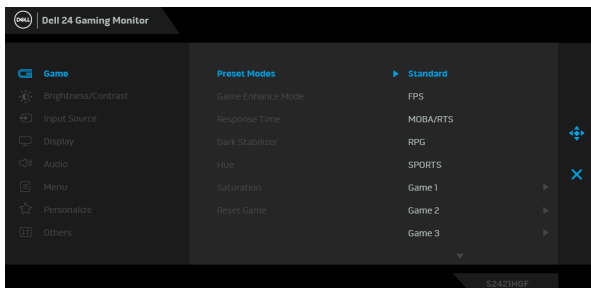 DELL Dell 24 Gaming Monitor
Game Preset Modes Standard
Brightness/Contrast Game Enhance Mode FPS
Input Source Response Time MOBA/RTS
Display Dark Stabilizer RPG
Audio Hue SPORTS
Menu Saturation Game 1
Personalize Reset Game Game 2
Others Game 3
S2421HGF